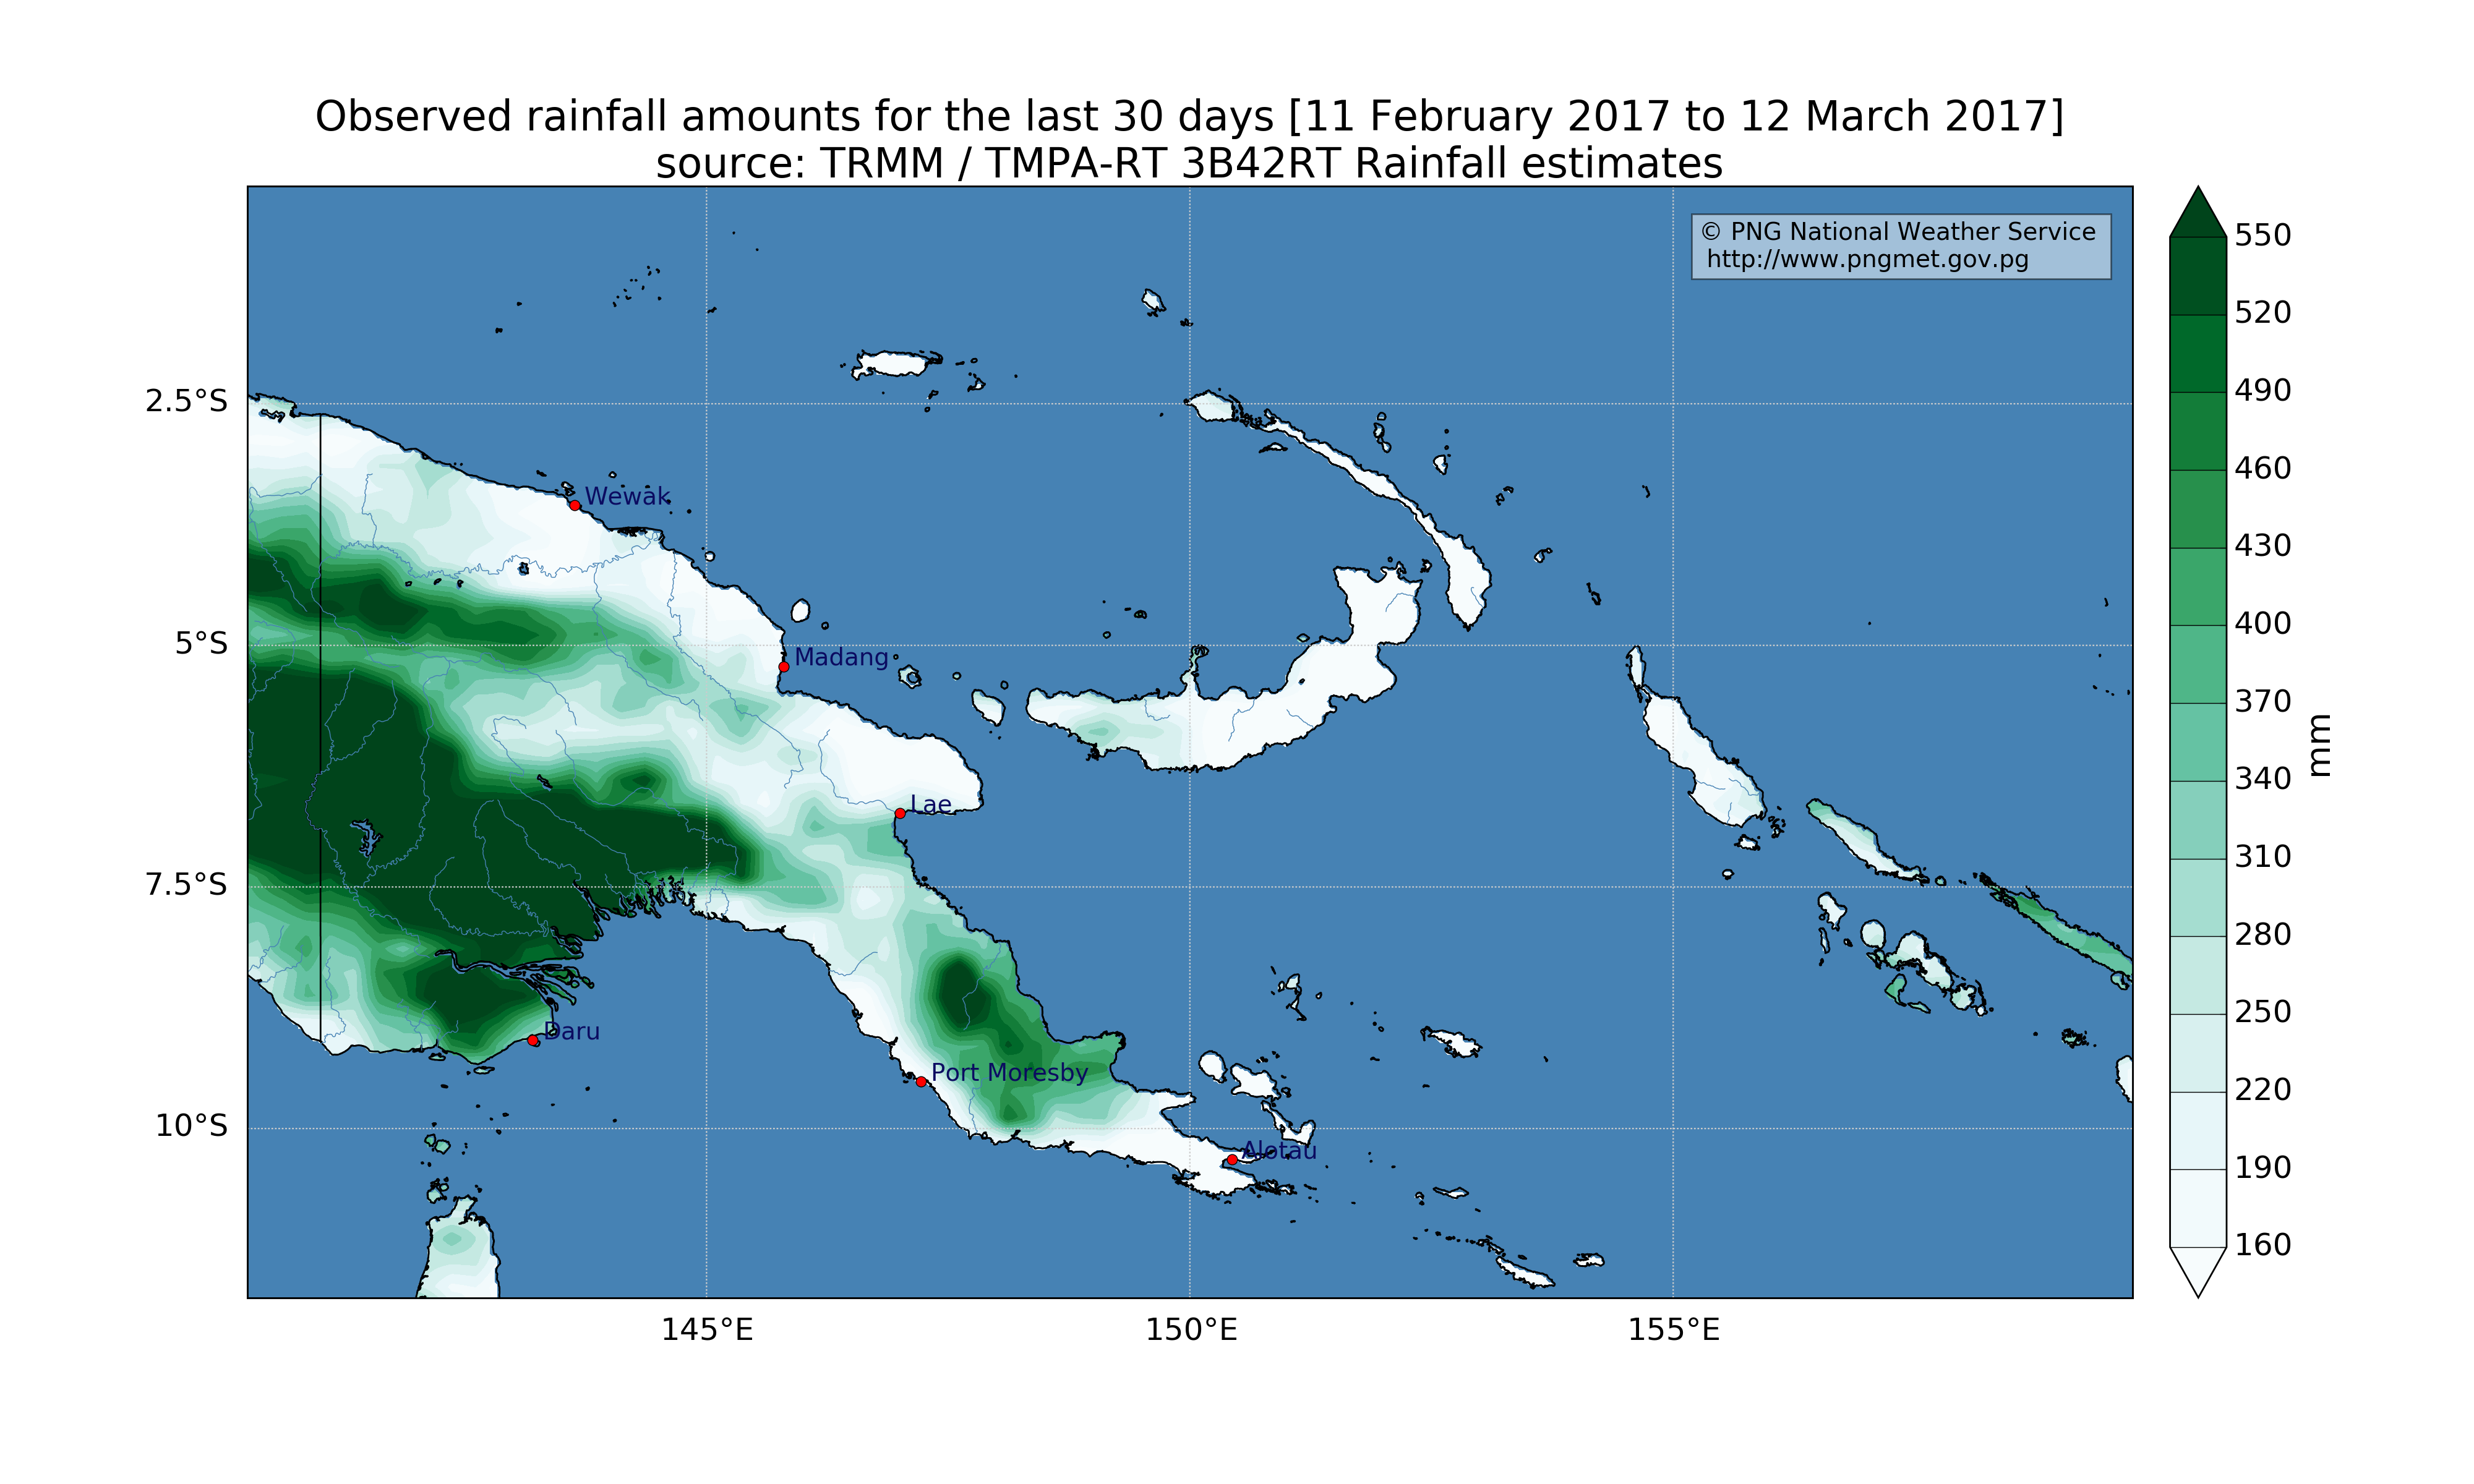 Observed rainfall amounts for the last 30 days [11 February 2017 to 12 March 2017]
source: TRMM / TMPA-RT 3B42RT Rainfall estimates
© PNG National Weather Service
http://www.pngmet.gov.pg
550
520
490
460
430
400
370
340
310
280
250
220
190
160
mm
2.5°S
5°S
7.5°S
10°S
Wewak
Madang
Lae
Daru
Port Moresby
Alotau
145°E
150°E
155°E